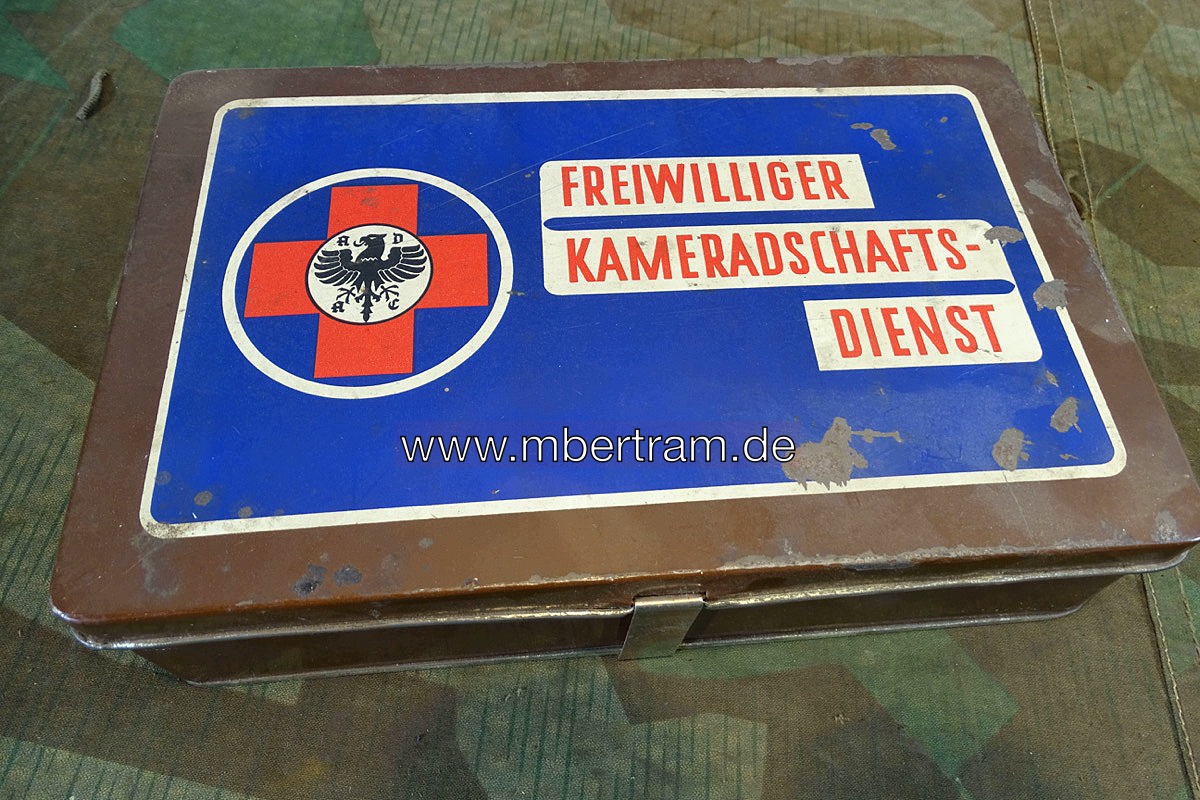 A D
A C
FREIWILLIGER
KAMERADSCHAFTS-
DIENST
www.mbertram.de